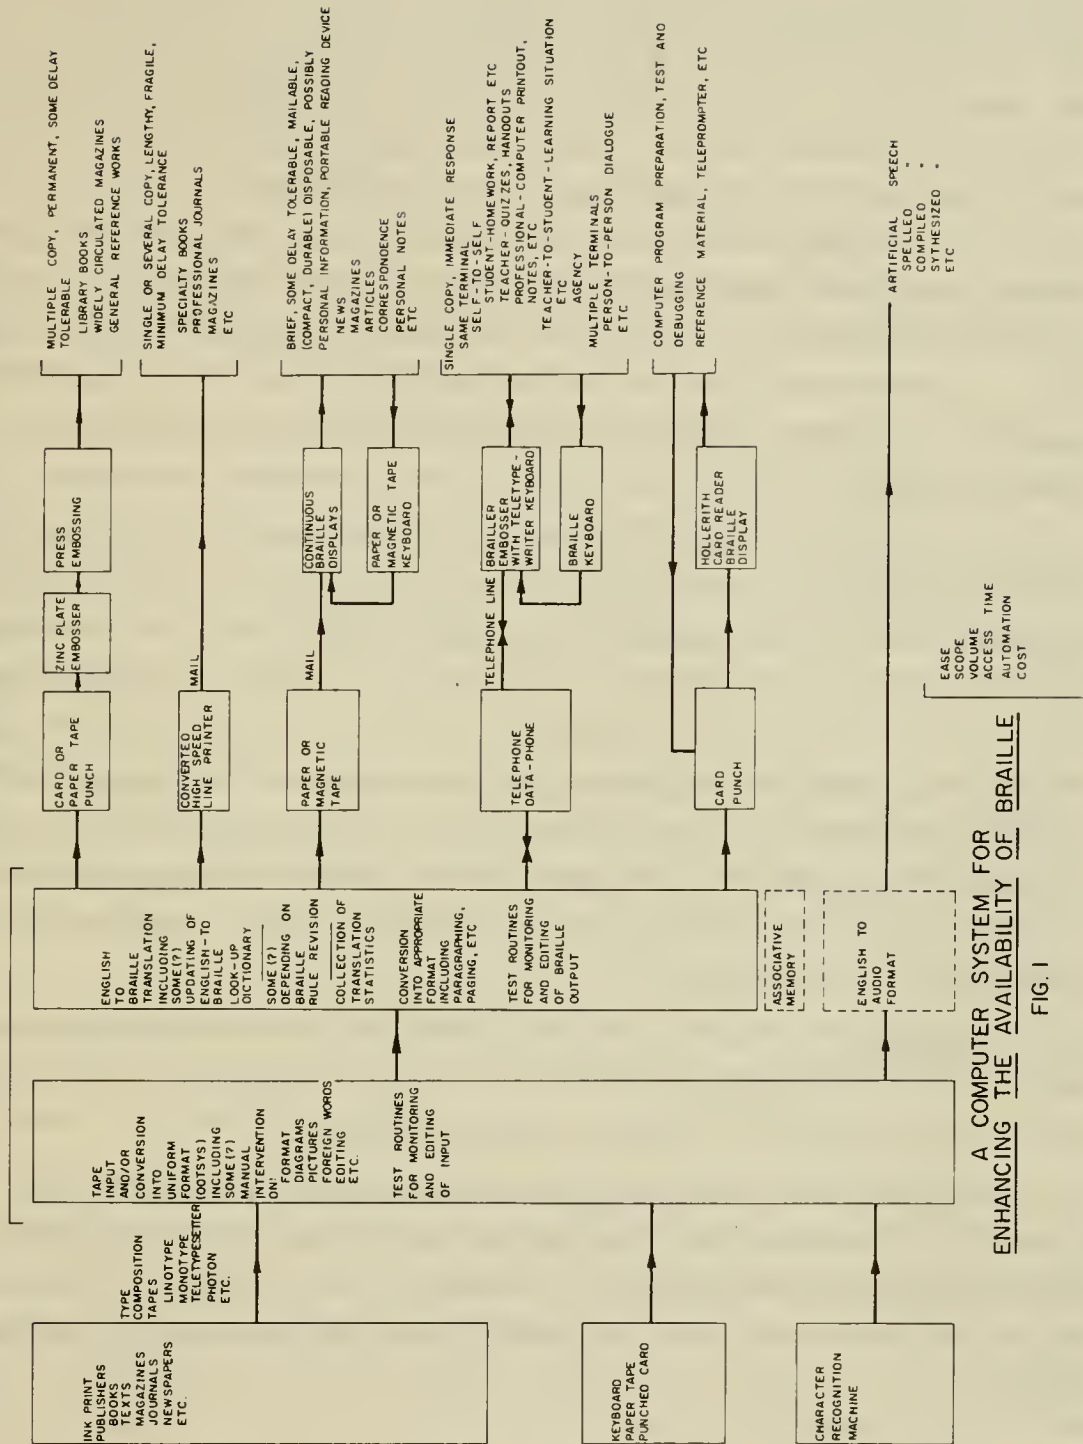 INK PRINT
PUBLISHERS
BOOKS
TEXTS
MAGAZINES
JOURNALS
NEWSPAPERS
ETC.
TYPE
COMPOSITION
TAPES
LINOTYPE
MONOTYPE
TELETYPESETTER
PHOTON
ETC.
KEYBOARD
PAPER TAPE
PUNCHED CARD
CHARACTER
RECOGNITION
MACHINE
TAPE
INPUT
AND/OR
CONVERSION
INTO
UNIFORM
FORMAT
(OOTSYS)
INCLUDING
SOME(?)
MANUAL
INTERVENTION
ON:
FORMAT
DIAGRAMS
PICTURES
FOREIGN WORDS
EDITING
ETC.
TEST ROUTINES
FOR MONITORING
AND EDITING
OF INPUT
ENGLISH
TO
BRAILLE
TRANSLATION
INCLUDING
SOME(?)
UPDATING OF
ENGLISH-TO
BRAILLE
LOOK-UP
DICTIONARY
SOME(?)
DEPENDING ON
BRAILLE
RULE REVISION
COLLECTION OF
TRANSLATION
STATISTICS
CONVERSION
INTO APPROPRIATE
FORMAT
INCLUDING
PARAGRAPHING,
PAGING, ETC
TEST ROUTINES
FOR MONITORING
AND EDITING
OF BRAILLE
OUTPUT
ASSOCIATIVE
MEMORY
ENGLISH TO
AUDIO
FORMAT
CARD OR
PAPER TAPE
PUNCH
ZINC PLATE
EMBOSSER
PRESS
EMBOSSING
MULTIPLE COPY, PERMANENT, SOME DELAY
TOLERABLE
LIBRARY BOOKS
WIDELY CIRCULATED MAGAZINES
GENERAL REFERENCE WORKS
CONVERTED
HIGH SPEED
LINE PRINTER
MAIL
SINGLE OR SEVERAL COPY, LENGTHY, FRAGILE,
MINIMUM DELAY TOLERANCE
SPECIALTY BOOKS
PROFESSIONAL JOURNALS
MAGAZINES
ETC
PAPER OR
MAGNETIC
TAPE
MAIL
CONTINUOUS
BRAILLE
DISPLAYS
PAPER OR
MAGNETIC TAPE
KEYBOARD
BRIEF, SOME DELAY TOLERABLE, MAILABLE,
(COMPACT, DURABLE) DISPOSABLE, POSSIBLY
PERSONAL INFORMATION, PORTABLE READING DEVICE
NEWS
MAGAZINES
ARTICLES
CORRESPONDENCE
PERSONAL NOTES
ETC
TELEPHONE
DATA-PHONE
TELEPHONE LINE
BRAILLER
EMBOSSER
WITH TELETYPE-
WRITER KEYBOARD
BRAILLE
KEYBOARD
SINGLE COPY, IMMEDIATE RESPONSE
SAME TERMINAL
SELF-TO-SELF
STUDENT-HOMEWORK, REPORT ETC
TEACHER-QUIZZES, HANDOUTS
PROFESSIONAL-COMPUTER PRINTOUT,
NOTES, ETC
TEACHER-TO-STUDENT-LEARNING SITUATION
ETC
AGENCY
MULTIPLE TERMINALS
PERSON-TO-PERSON DIALOGUE
ETC
CARD
PUNCH
HOLLERITH
CARD READER
BRAILLE
DISPLAY
COMPUTER PROGRAM PREPARATION, TEST AND
DEBUGGING
REFERENCE MATERIAL, TELEPROMPTER, ETC
ARTIFICIAL SPEECH
SPELLED "
COMPILED "
SYTHESIZED "
ETC
EASE
SCOPE
VOLUME
ACCESS TIME
AUTOMATION
COST
A COMPUTER SYSTEM FOR
ENHANCING THE AVAILABILITY OF BRAILLE
FIG. 1